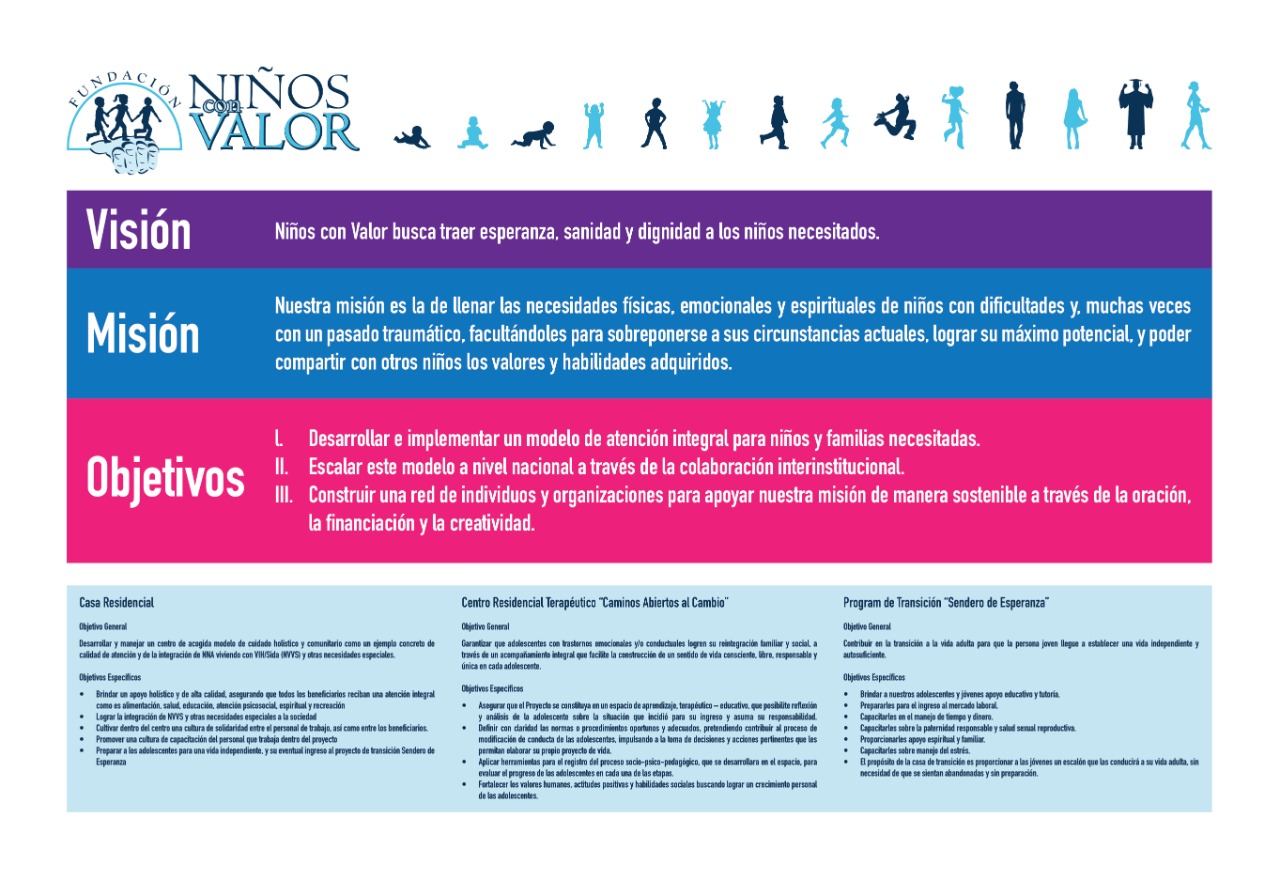 FUNDACIÓN
NIÑOS
CON
VALOR
Visión
Niños con Valor busca traer esperanza, sanidad y dignidad a los niños necesitados.
Misión
Nuestra misión es la de llenar las necesidades físicas, emocionales y espirituales de niños con dificultades y, muchas veces
con un pasado traumático, facultándoles para sobreponerse a sus circunstancias actuales, lograr su máximo potencial, y poder
compartir con otros niños los valores y habilidades adquiridos.
Objetivos
I. Desarrollar e implementar un modelo de atención integral para niños y familias necesitadas.
II. Escalar este modelo a nivel nacional a través de la colaboración interinstitucional.
III. Construir una red de individuos y organizaciones para apoyar nuestra misión de manera sostenible a través de la oración,
la financiación y la creatividad.
Casa Residencial
Objetivo General
Desarrollar y manejar un centro de acogida modelo de cuidado holístico y comunitario como un ejemplo concreto de
calidad de atención y de la integración de NNA viviendo con VIH/Sida (NVVS) y otras necesidades especiales.
Objetivos Específicos
• Brindar un apoyo holístico y de alta calidad, asegurando que todos los beneficiarios reciban una atención integral
como es alimentación, salud, educación, atención psicosocial, espiritual y recreación
• Lograr la integración de NVVS y otras necesidades especiales a la sociedad
• Cultivar dentro del centro una cultura de solidaridad entre el personal de trabajo, así como entre los beneficiarios.
• Promover una cultura de capacitación del personal que trabaja dentro del proyecto
• Preparar a los adolescentes para una vida independiente, y su eventual ingreso al proyecto de transición Sendero de
Esperanza
Centro Residencial Terapéutico "Caminos Abiertos al Cambio"
Objetivo General
Garantizar que adolescentes con trastornos emocionales y/o conductuales logren su reintegración familiar y social, a
través de un acompañamiento integral que facilite la construcción de un sentido de vida consciente, libre, responsable y
única en cada adolescente.
Objetivos Específicos
• Asegurar que el Proyecto se constituya en un espacio de aprendizaje, terapéutico – educativo, que posibilite reflexión
y análisis de la adolescente sobre la situación que incidió para su ingreso y asuma su responsabilidad.
• Definir con claridad las normas o procedimientos oportunos y adecuados, pretendiendo contribuir al proceso de
modificación de conducta de las adolescentes, impulsando a la toma de decisiones y acciones pertinentes que les
permitan elaborar su propio proyecto de vida.
• Aplicar herramientas para el registro del proceso socio-psico-pedagógico, que se desarrollara en el espacio, para
evaluar el progreso de las adolescentes en cada una de las etapas.
• Fortalecer los valores humanos, actitudes positivas y habilidades sociales buscando lograr un crecimiento personal
de las adolescentes.
Program de Transición "Sendero de Esperanza"
Objetivo General
Contribuir en la transición a la vida adulta para que la persona joven llegue a establecer una vida independiente y
autosuficiente.
Objetivos Específicos
• Brindar a nuestros adolescentes y jóvenes apoyo educativo y tutoría.
• Prepararles para el ingreso al mercado laboral.
• Capacitarles en el manejo de tiempo y dinero.
• Capacitarles sobre la paternidad responsable y salud sexual reproductiva.
• Proporcionarles apoyo espiritual y familiar.
• Capacitarles sobre manejo del estrés.
• El propósito de la casa de transición es proporcionar a las jóvenes un escalón que las conducirá a su vida adulta, sin
necesidad de que se sientan abandonadas y sin preparación.